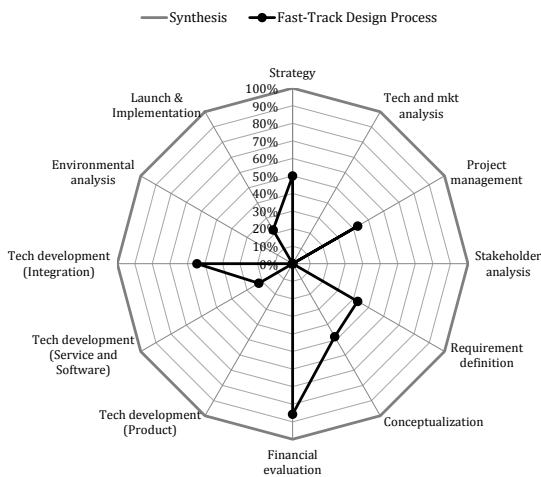 Synthesis
Fast-Track Design Process
Strategy
100%
90%
80%
70%
60%
50%
40%
30%
20%
10%
0%
Tech and mkt
analysis
Project
management
Stakeholder
analysis
Requirement
definition
Conceptualization
Financial
evaluation
Tech development
(Product)
Tech development
(Service and
Software)
Tech development
(Integration)
Environmental
analysis
Launch &
Implementation